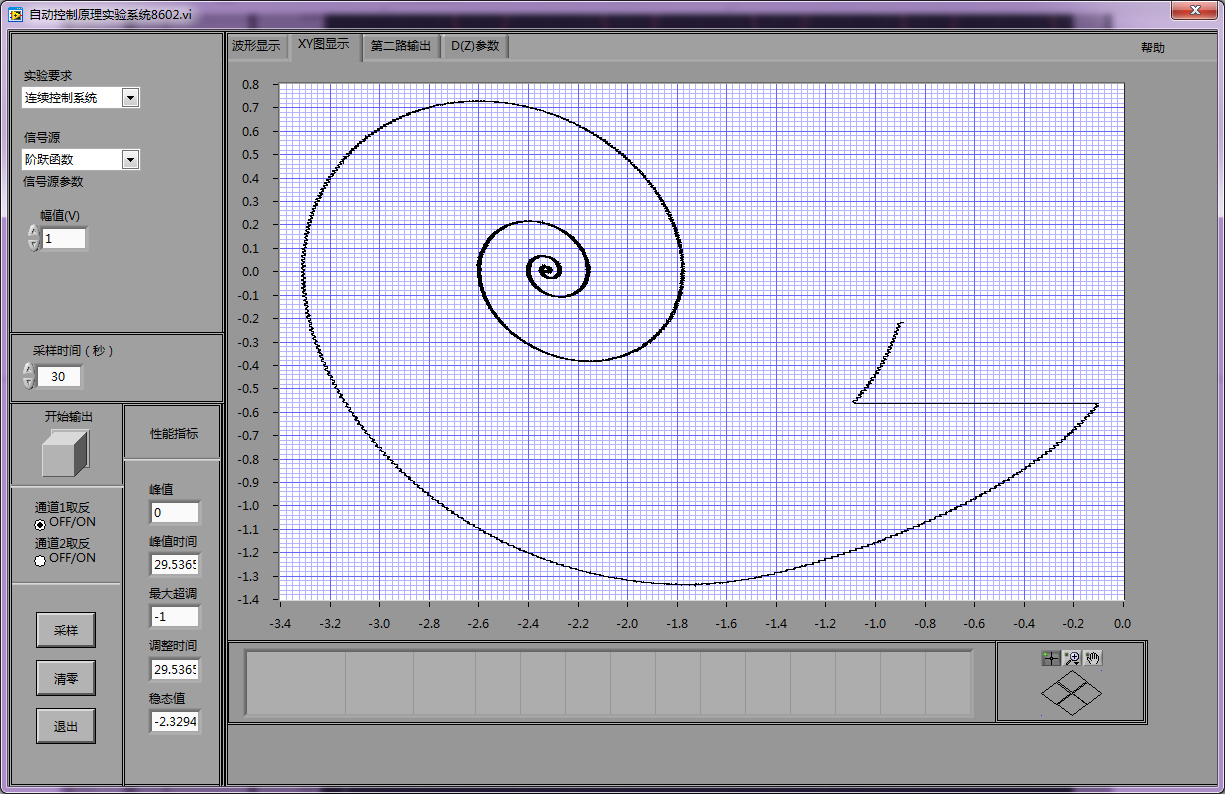 自动控制原理实验系统8602.vi
波形显示 XY图显示 第二路输出 D(Z)参数 帮助
实验要求
连续控制系统
信号源
阶跃函数
信号源参数
幅值(V)
1
采样时间（秒）
30
开始输出
通道1取反
OFF/ON
通道2取反
OFF/ON
采样
清零
退出
性能指标
峰值
0
峰值时间
29.5365
最大超调
-1
调整时间
29.5365
稳态值
-2.3294
0.8
0.7
0.6
0.5
0.4
0.3
0.2
0.1
0.0
-0.1
-0.2
-0.3
-0.4
-0.5
-0.6
-0.7
-0.8
-0.9
-1.0
-1.1
-1.2
-1.3
-1.4
-3.4 -3.2 -3.0 -2.8 -2.6 -2.4 -2.2 -2.0 -1.8 -1.6 -1.4 -1.2 -1.0 -0.8 -0.6 -0.4 -0.2 0.0